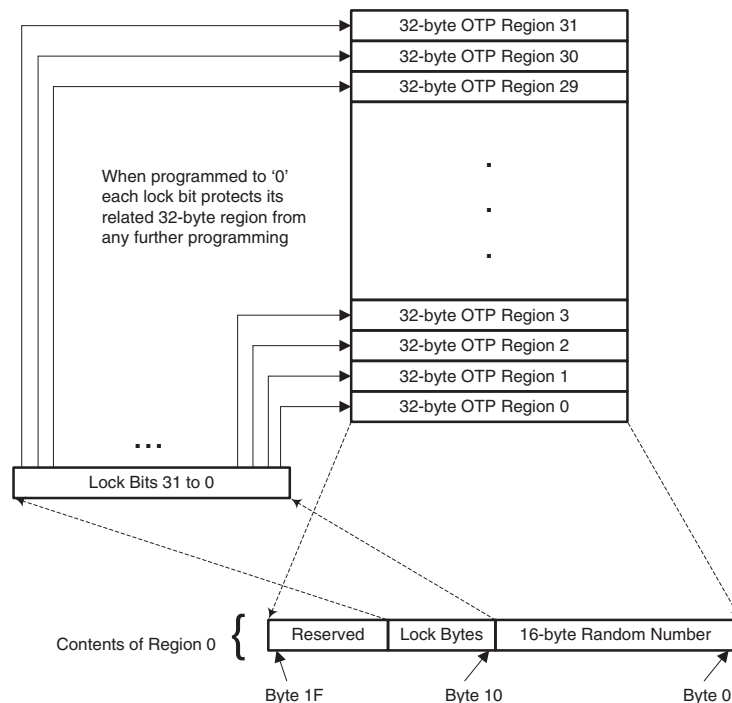 32-byte OTP Region 31
32-byte OTP Region 30
32-byte OTP Region 29
When programmed to ‘0’
each lock bit protects its
related 32-byte region from
any further programming
.
.
.
32-byte OTP Region 3
32-byte OTP Region 2
32-byte OTP Region 1
32-byte OTP Region 0
...
Lock Bits 31 to 0
Contents of Region 0 {
Reserved
Lock Bytes
16-byte Random Number
Byte 1F
Byte 10
Byte 0